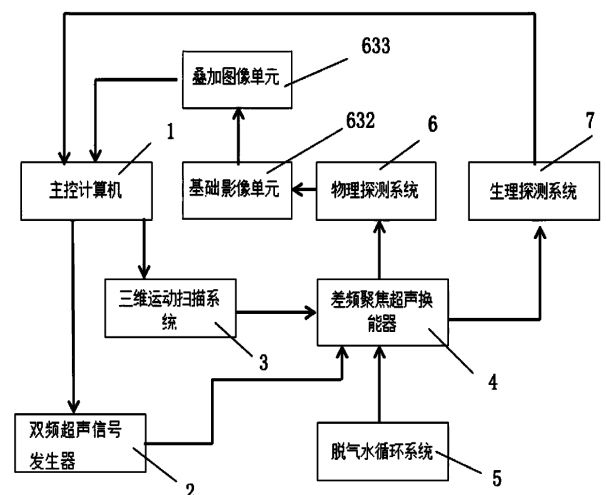 叠加图像单元
633
1
632
6
7
主控计算机
基础影像单元
物理探测系统
生理探测系统
三维运动扫描系
统
3
差频聚焦超声换
能器
4
双频超声信号
发生器
2
脱气水循环系统
5